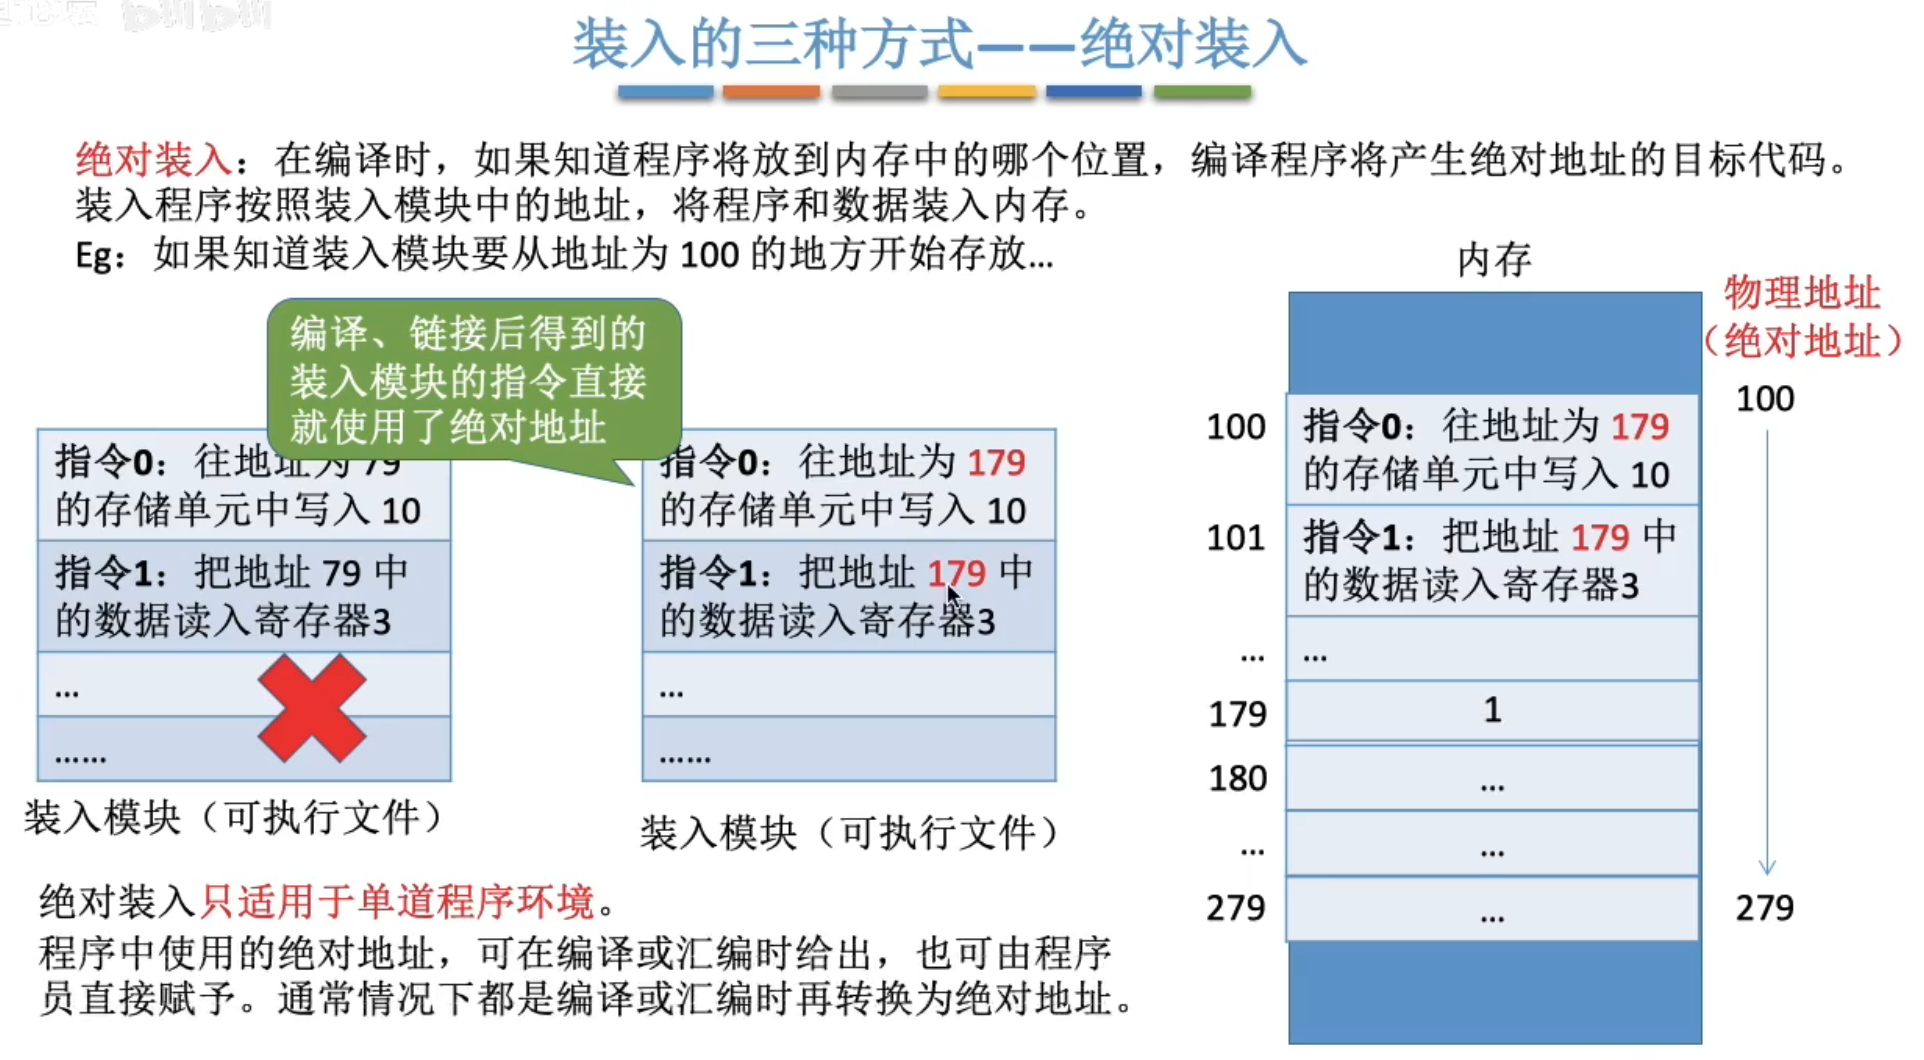 装入的三种方式——绝对装入
绝对装入：在编译时，如果知道程序将放到内存中的哪个位置，编译程序将产生绝对地址的目标代码。
装入程序按照装入模块中的地址，将程序和数据装入内存。
Eg：如果知道装入模块要从地址为 100 的地方开始存放...
编译、链接后得到的
装入模块的指令直接
就使用了绝对地址
指令0：往地址为 79
的存储单元中写入 10
指令1：把地址 79 中
的数据读入寄存器3
...
......
装入模块（可执行文件）
指令0：往地址为 179
的存储单元中写入 10
指令1：把地址 179 中
的数据读入寄存器3
...
......
装入模块（可执行文件）
内存
物理地址
（绝对地址）
100
279
100
指令0：往地址为 179
的存储单元中写入 10
101
指令1：把地址 179 中
的数据读入寄存器3
... ...
179 1
180 ...
... ...
279 ...
绝对装入只适用于单道程序环境。
程序中使用的绝对地址，可在编译或汇编时给出，也可由程序
员直接赋予。通常情况下都是编译或汇编时再转换为绝对地址。